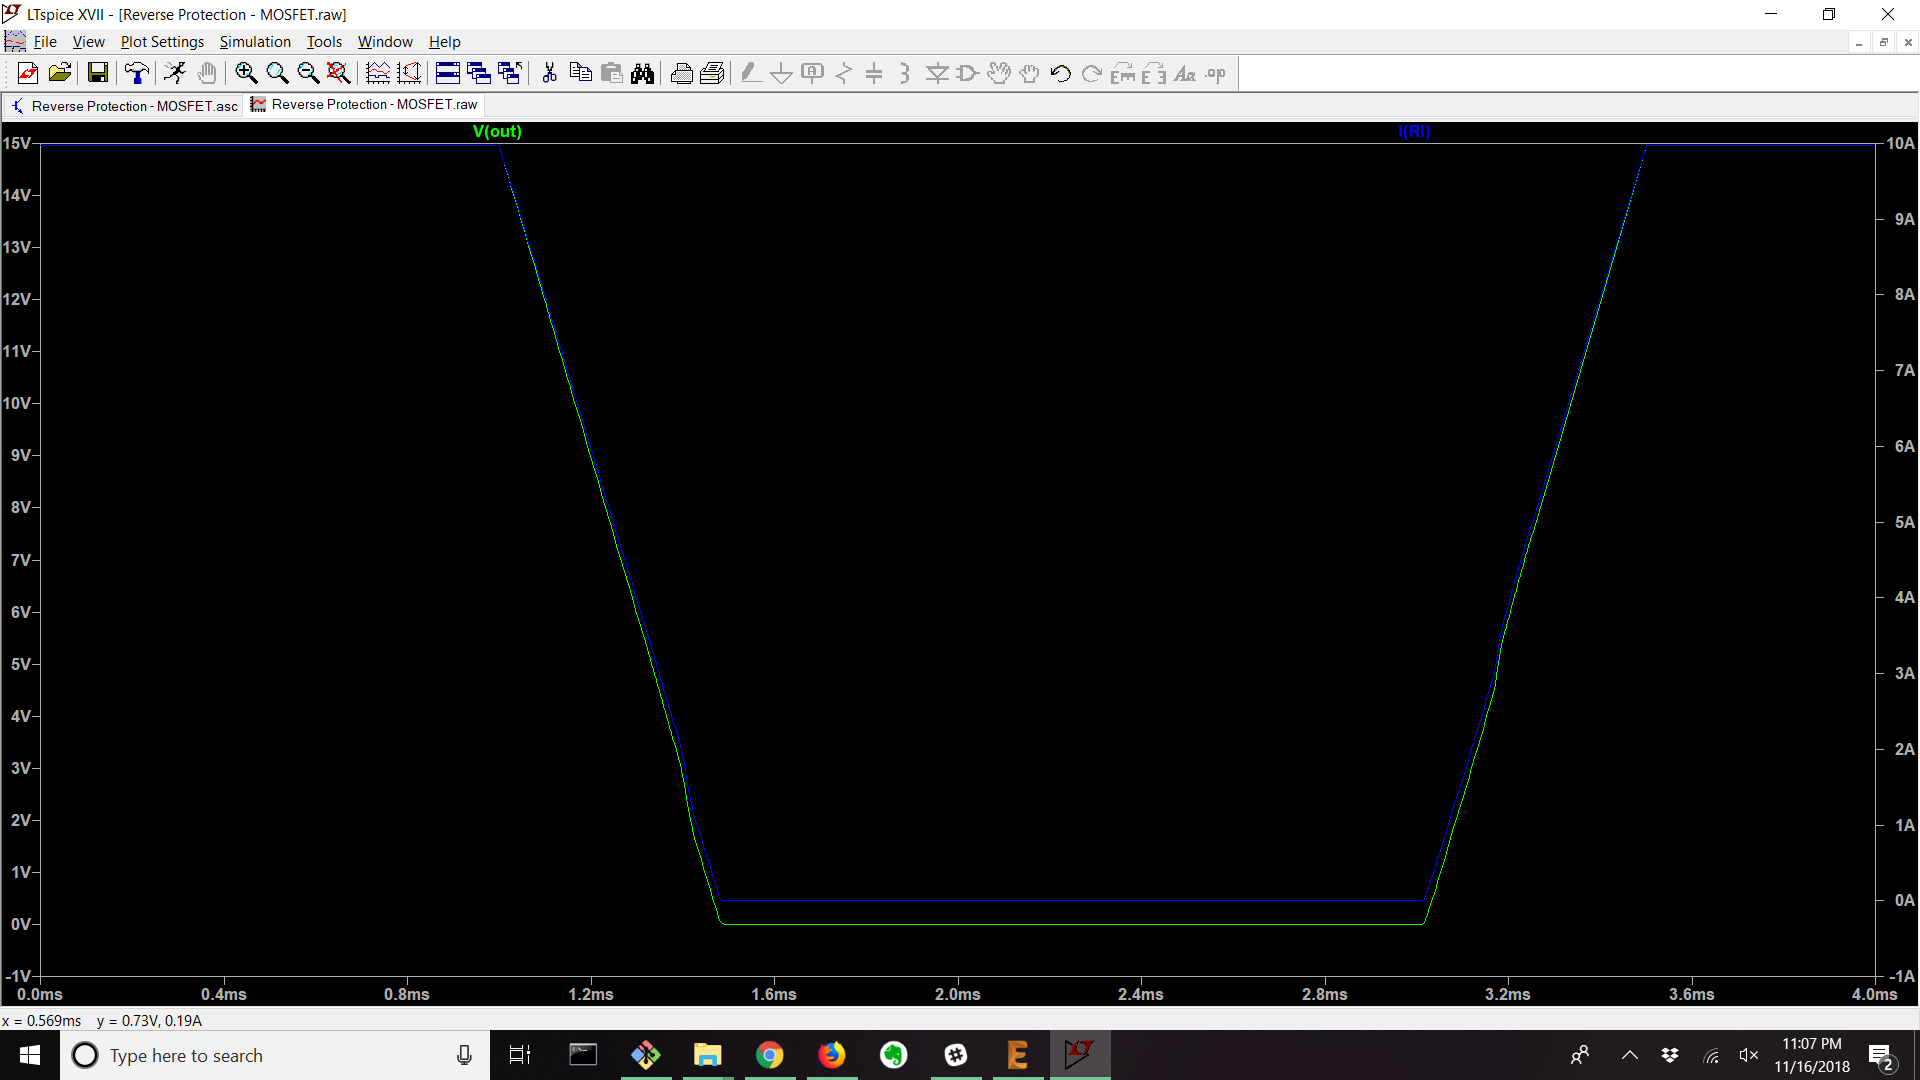 LTspice XVII - [Reverse Protection - MOSFET.raw]
File View Plot Settings Simulation Tools Window Help
Reverse Protection - MOSFET.asc
Reverse Protection - MOSFET.raw
V(out)
I(Rl)
15V
14V
13V
12V
11V
10V
9V
8V
7V
6V
5V
4V
3V
2V
1V
0V
-1V
10A
9A
8A
7A
6A
5A
4A
3A
2A
1A
0A
-1A
0.0ms 0.4ms 0.8ms 1.2ms 1.6ms 2.0ms 2.4ms 2.8ms 3.2ms 3.6ms 4.0ms
x = 0.569ms y = 0.73V, 0.19A
Type here to search
11:07 PM
11/16/2018
2